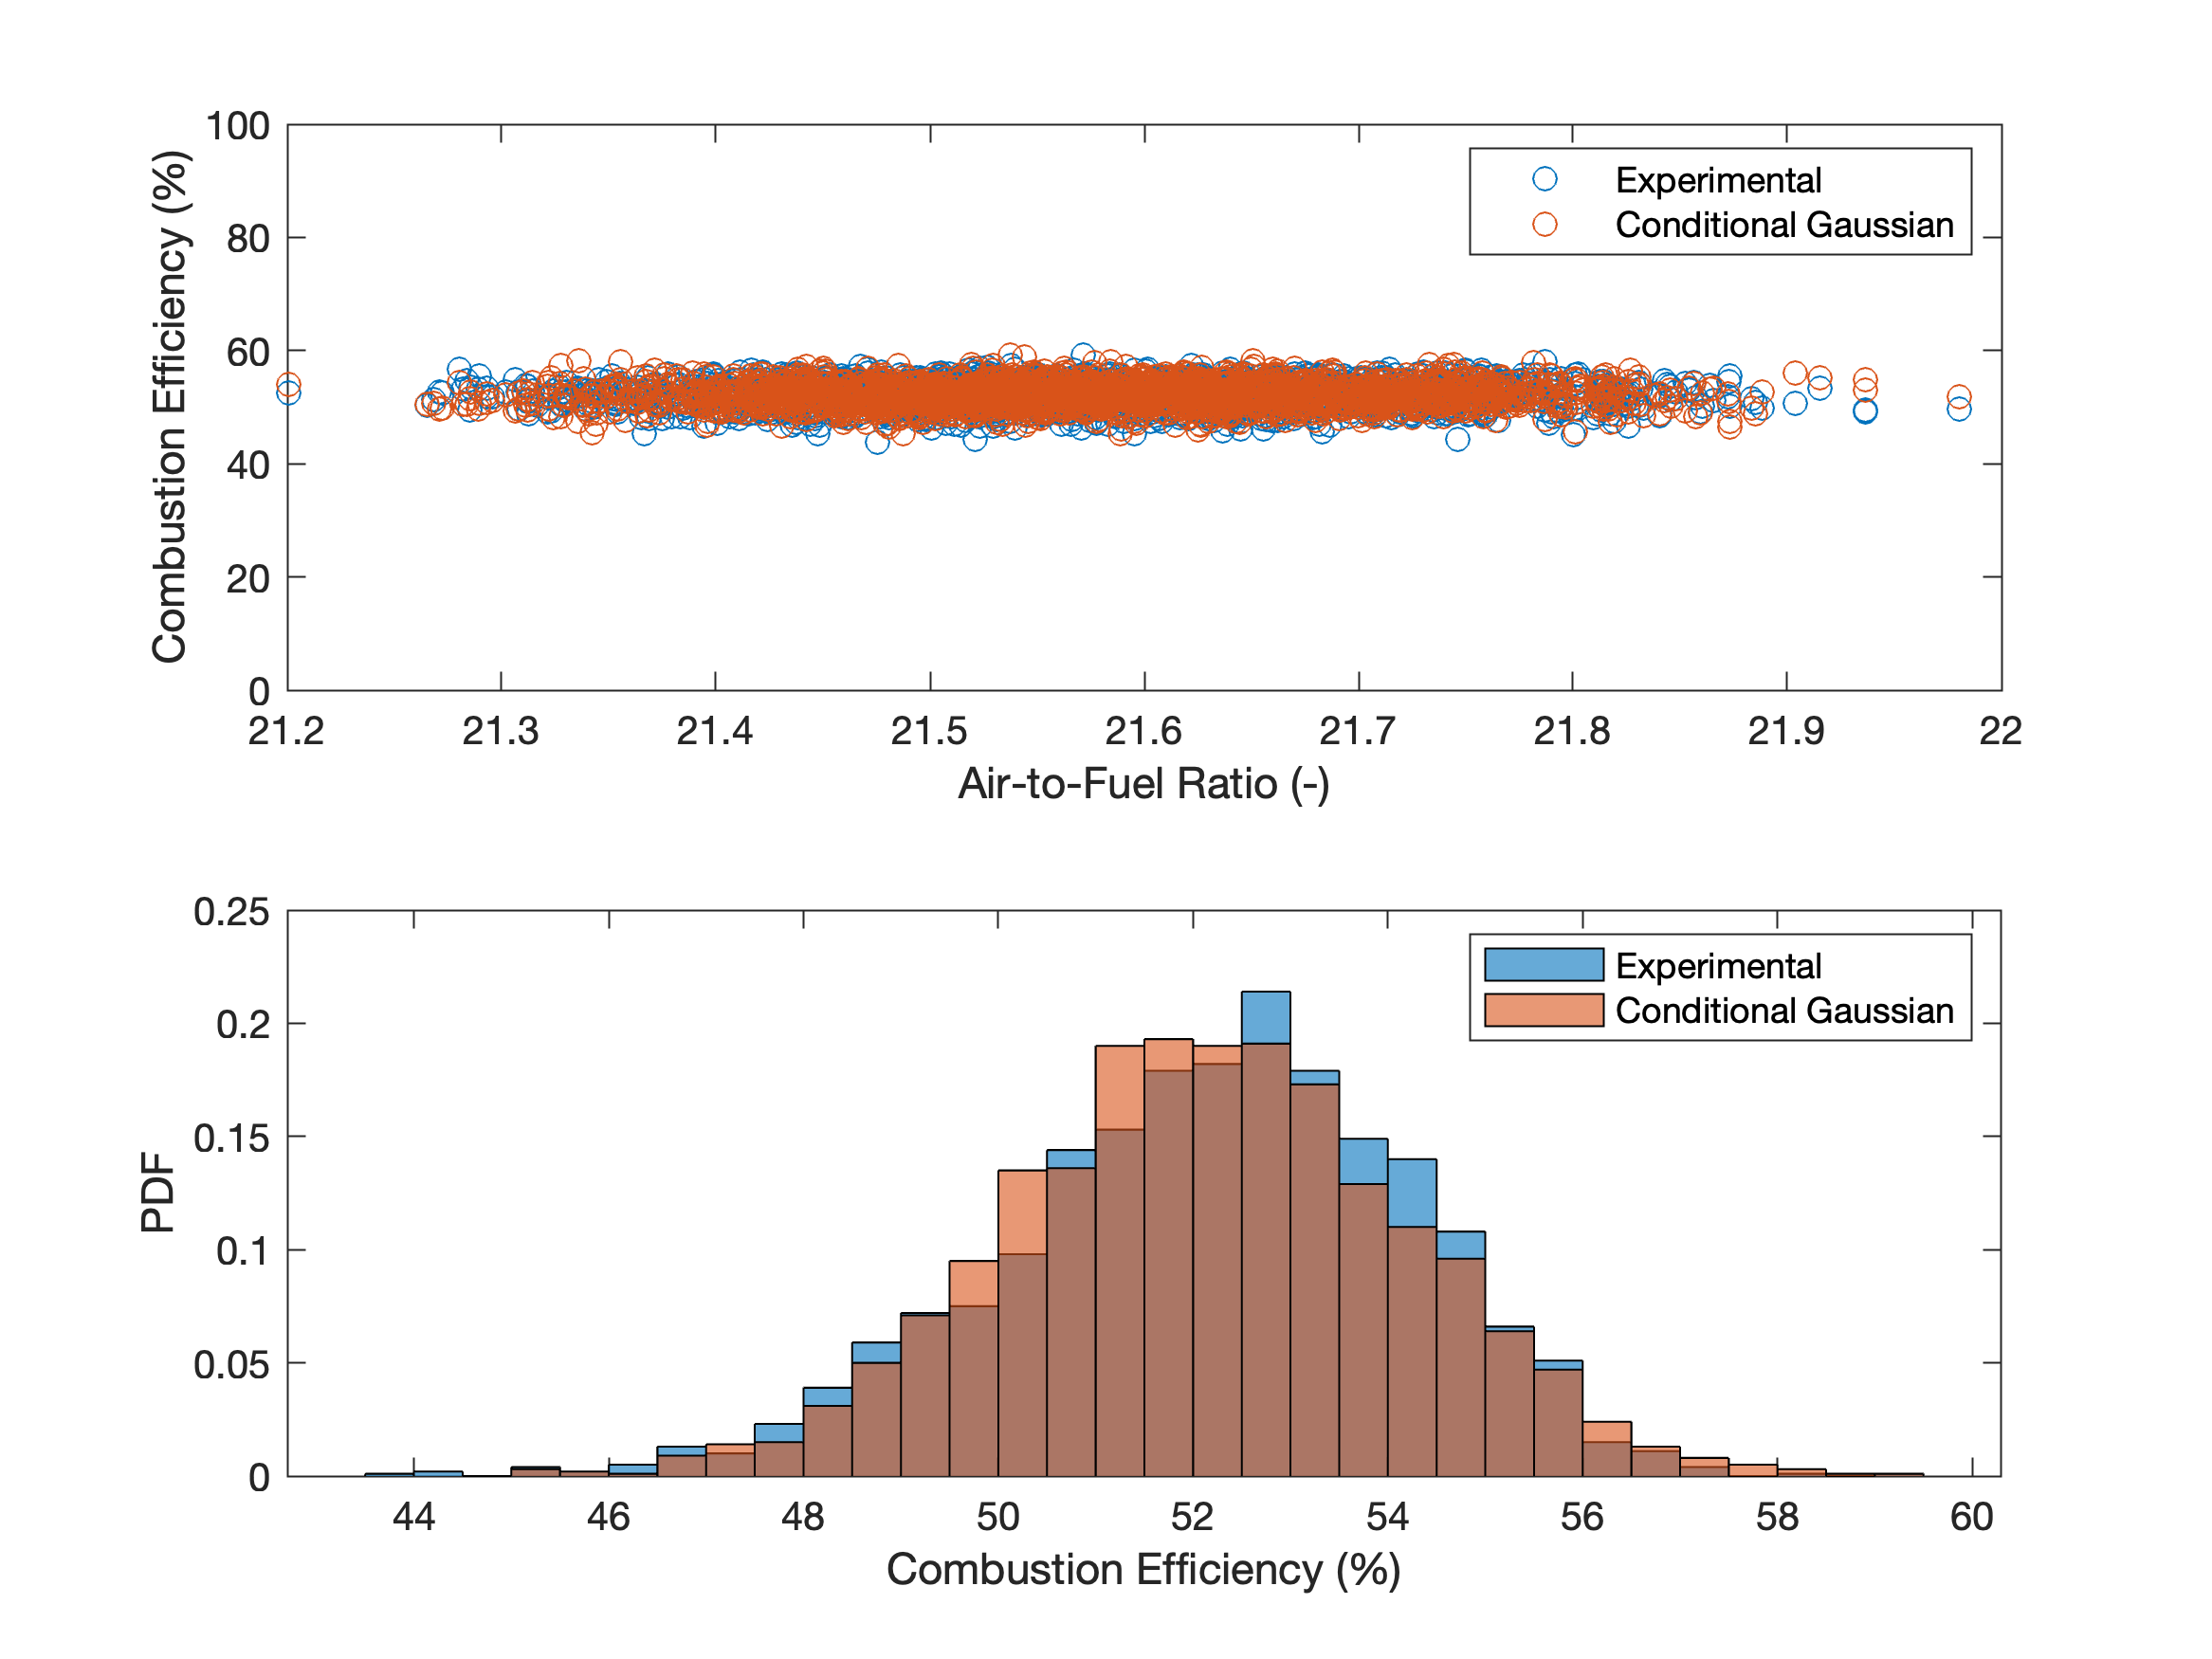 100
80
60
40
20
0
Combustion Efficiency (%)
Experimental
Conditional Gaussian
21.2 21.3 21.4 21.5 21.6 21.7 21.8 21.9 22
Air-to-Fuel Ratio (-)
0.25
0.2
0.15
0.1
0.05
0
PDF
Experimental
Conditional Gaussian
44 46 48 50 52 54 56 58 60
Combustion Efficiency (%)